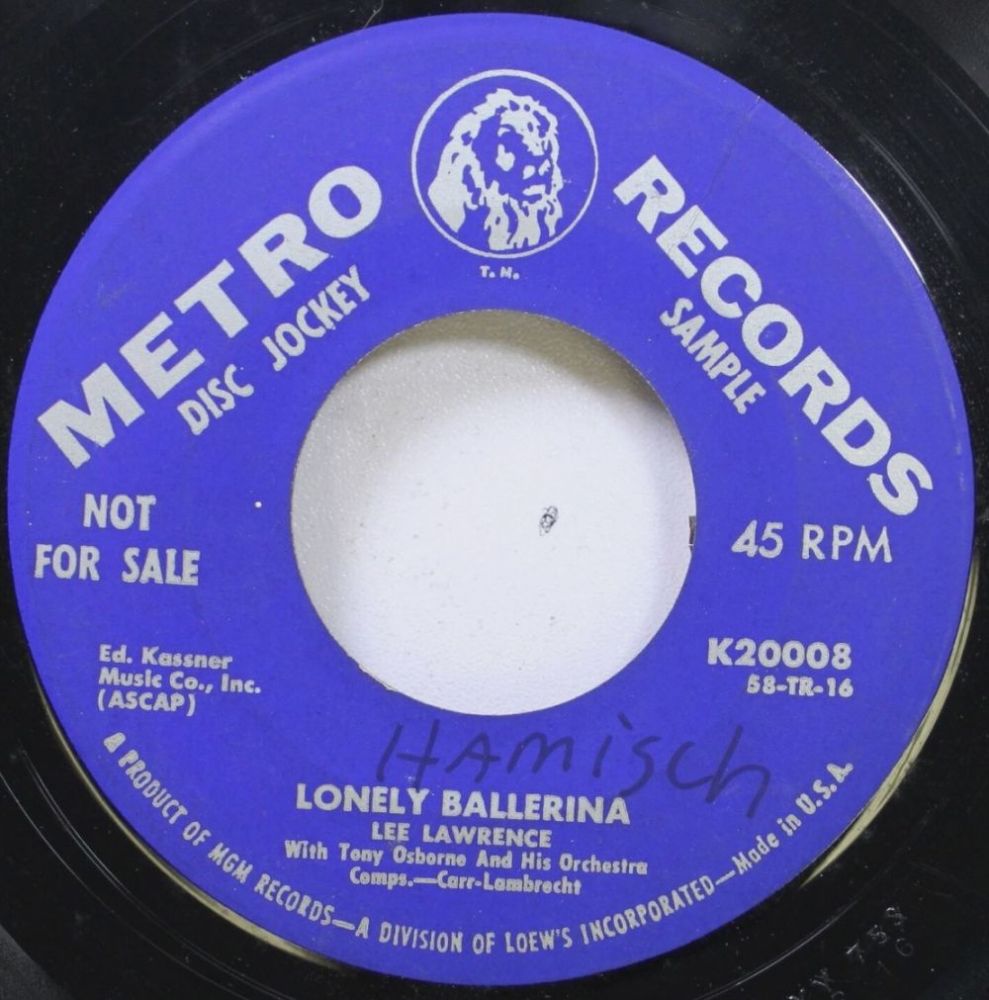 METRO RECORDS
DISC JOCKEY SAMPLE
T. M.
NOT
FOR SALE
45 RPM
K20008
58-TR-16
Ed. Kassner
Music Co., Inc.
(ASCAP)
HAmisch
LONELY BALLERINA
LEE LAWRENCE
With Tony Osborne And His Orchestra
Comps.—Carr-Lambrecht
A PRODUCT OF MGM RECORDS—A DIVISION OF LOEW'S INCORPORATED—Made in U.S.A.